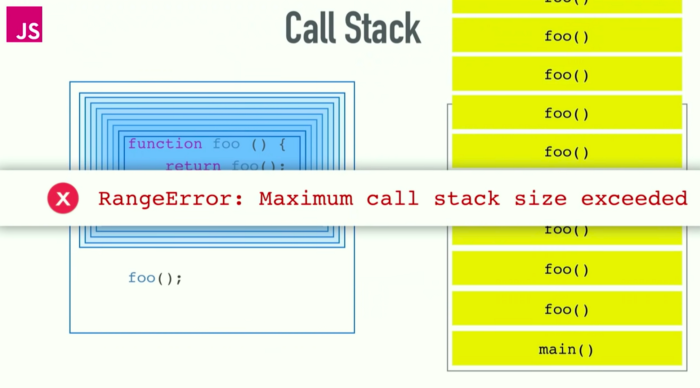 JS
Call Stack
function foo () {
return foo();
foo();
RangeError: Maximum call stack size exceeded
foo()
foo()
foo()
foo()
foo()
foo()
foo()
foo()
main()